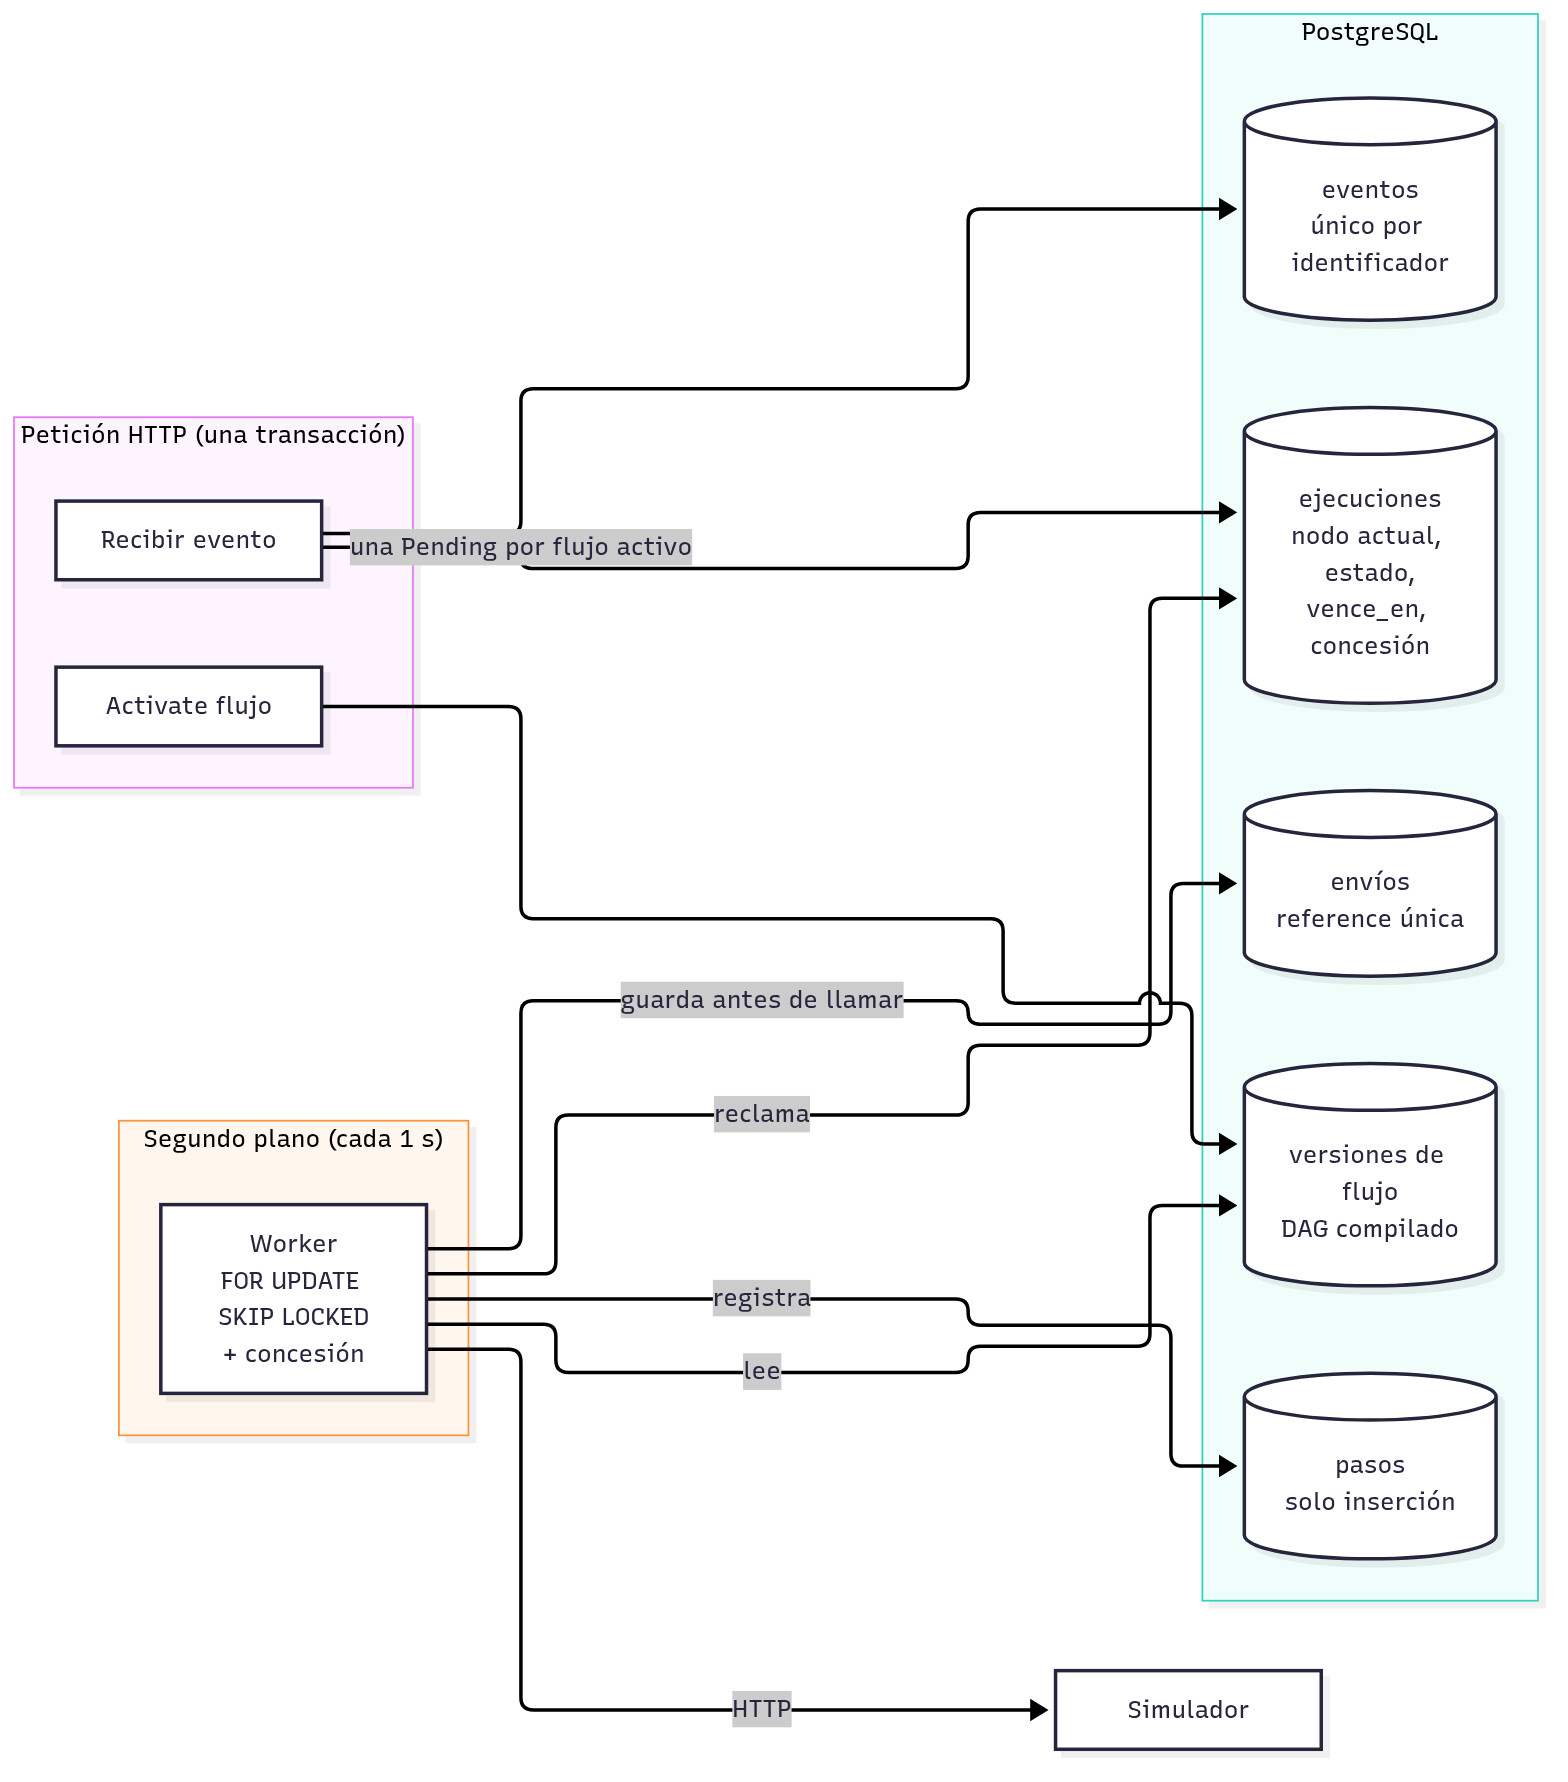 PostgreSQL
eventos
único por
identificador
Petición HTTP (una transacción)
Recibir evento
una Pending por flujo activo
Activate flujo
ejecuciones
nodo actual,
estado,
vence_en,
concesión
envíos
reference única
guarda antes de llamar
reclama
Segundo plano (cada 1 s)
Worker
FOR UPDATE
SKIP LOCKED
+ concesión
registra
lee
versiones de
flujo
DAG compilado
pasos
solo inserción
HTTP
Simulador